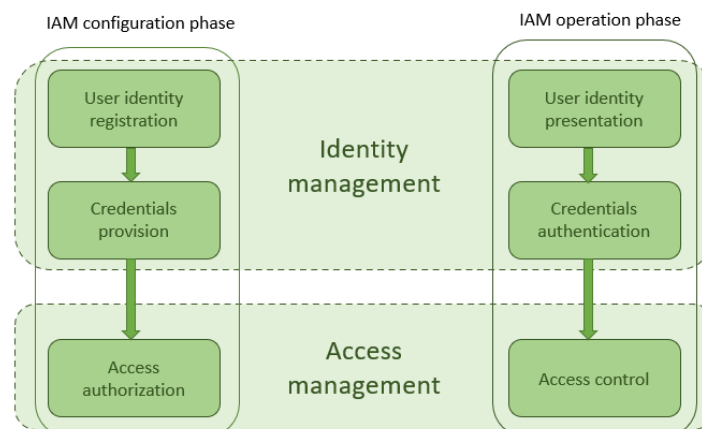 IAM configuration phase
IAM operation phase
User identity
registration
User identity
presentation
Identity
management
Credentials
provision
Credentials
authentication
Access
authorization
Access
management
Access control